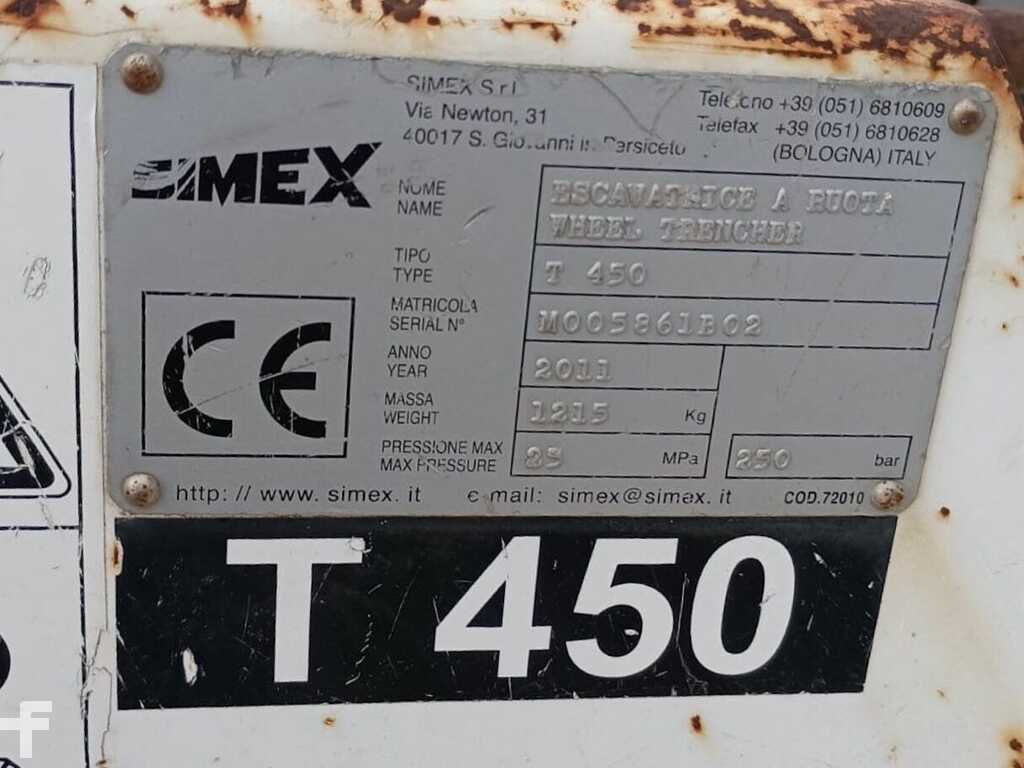 SIMEX S.r.l.
Via Newton, 31
40017 S. Giovanni in Persiceto
Telefono +39 (051) 6810609
Telefax +39 (051) 6810628
(BOLOGNA) ITALY
SIMEX
NOME
NAME
ESCAVATRICE A RUOTA
WHEEL TRENCHER
TIPO
TYPE
T 450
MATRICOLA
SERIAL N°
M005861B02
ANNO
YEAR
2011
MASSA
WEIGHT
1215 Kg
PRESSIONE MAX
MAX PRESSURE
25 MPa
250 bar
CE
http: // www. simex. it
e mail: simex@simex. it
COD.72010
T 450